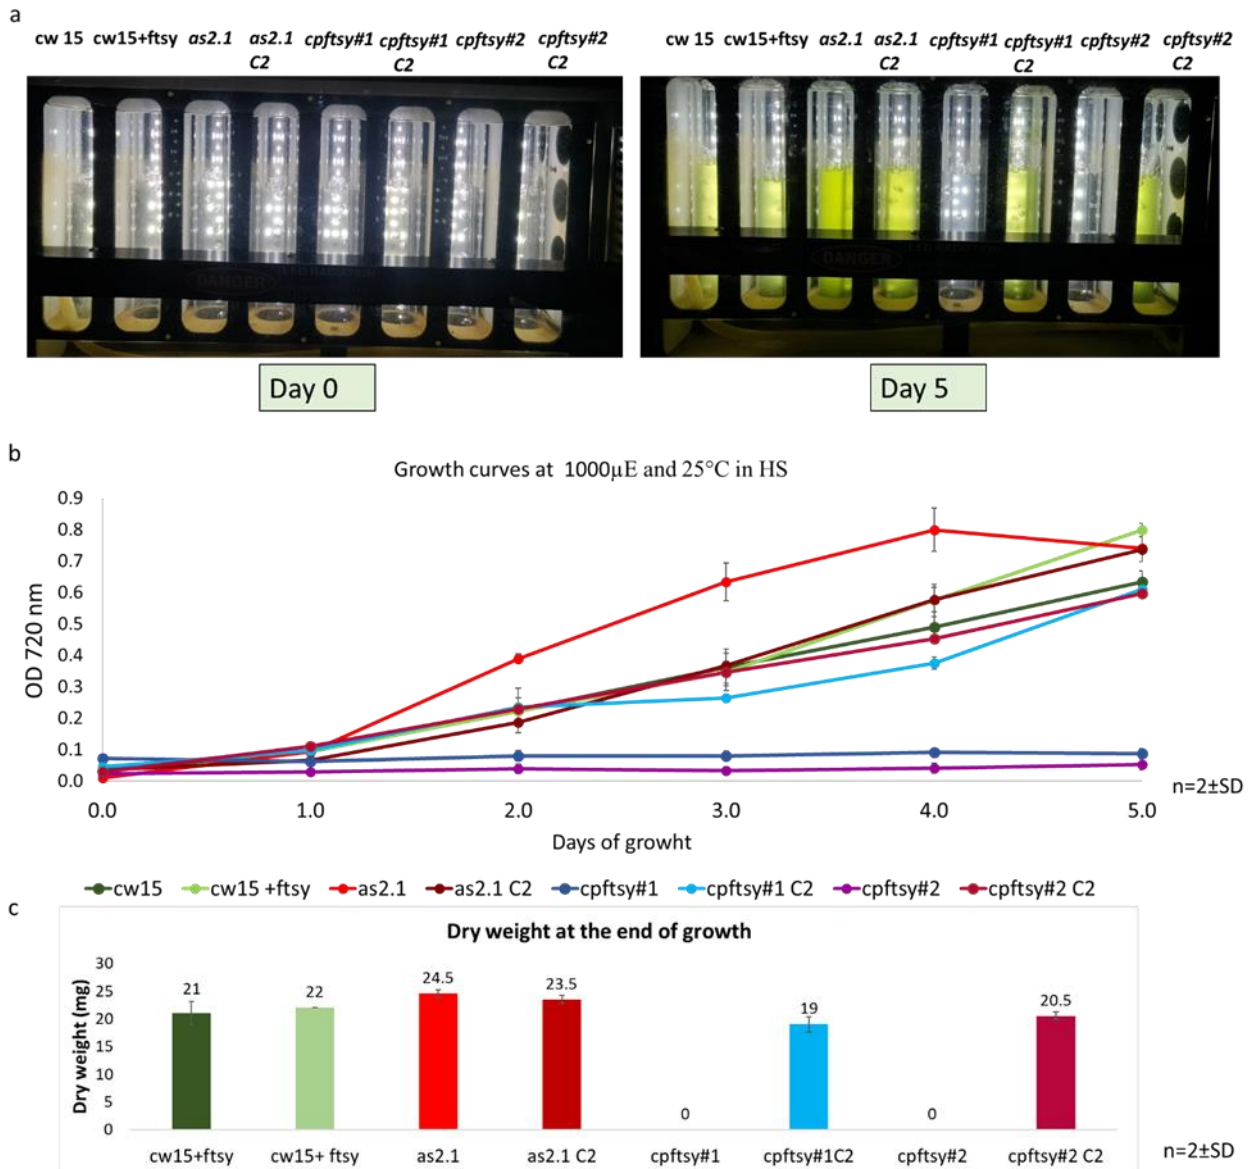 a
cw 15 cw15+ftsy as2.1 as2.1 cpftsy#1 cpftsy#1 cpftsy#2 cpftsy#2
C2 C2 C2
cw 15 cw15+ftsy as2.1 as2.1 cpftsy#1 cpftsy#1 cpftsy#2 cpftsy#2
C2 C2 C2
DANGER LED RADIATION
DANGER
Day 0
Day 5
b
Growth curves at 1000µE and 25°C in HS
OD 720 nm
0.9
0.8
0.7
0.6
0.5
0.4
0.3
0.2
0.1
0.0
0.0 1.0 2.0 3.0 4.0 5.0
n=2±SD
Days of growht
cw15 cw15 +ftsy as2.1 as2.1 C2 cpftsy#1 cpftsy#1 C2 cpftsy#2 cpftsy#2 C2
c
Dry weight at the end of growth
Dry weight (mg)
30
25
20
15
10
5
0
21 22 24.5 23.5 0 19 0 20.5
cw15+ftsy cw15+ ftsy as2.1 as2.1 C2 cpftsy#1 cpftsy#1C2 cpftsy#2 cpftsy#2 C2
n=2±SD